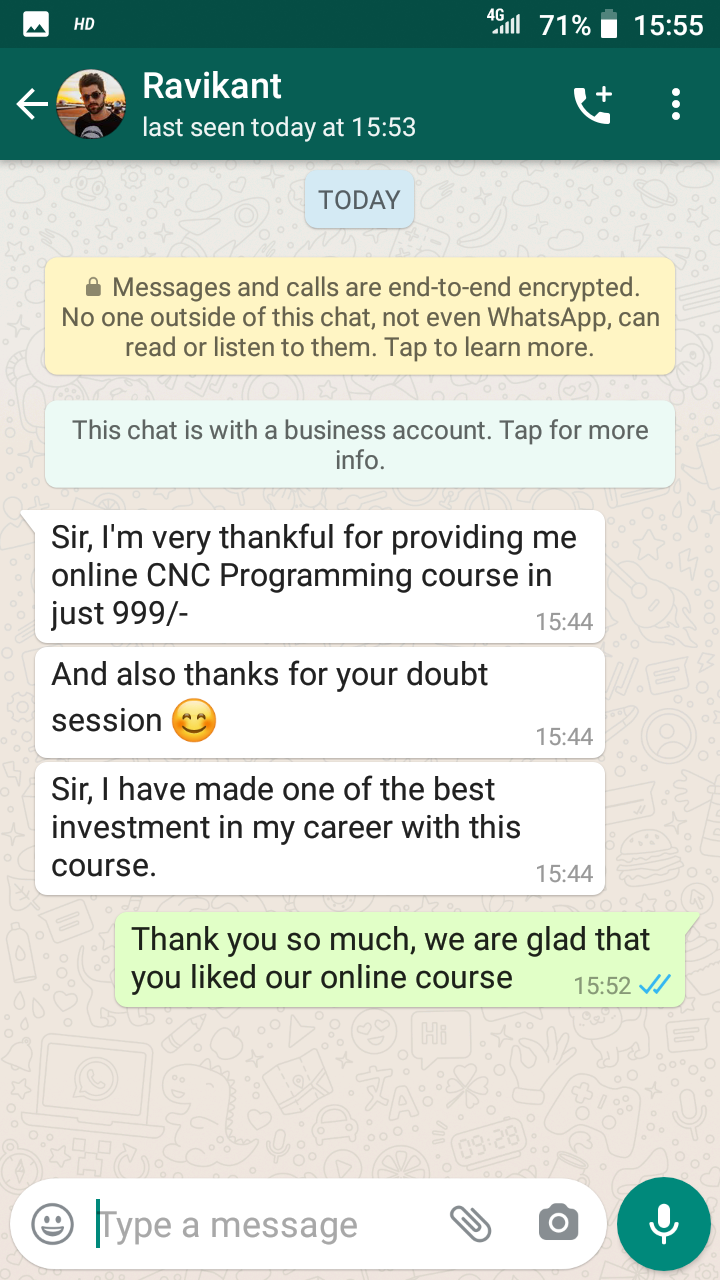 HD
4G
71%
15:55
Ravikant
last seen today at 15:53
TODAY
Messages and calls are end-to-end encrypted.
No one outside of this chat, not even WhatsApp, can
read or listen to them. Tap to learn more.
This chat is with a business account. Tap for more
info.
Sir, I'm very thankful for providing me
online CNC Programming course in
just 999/-
15:44
And also thanks for your doubt
session 😊
15:44
Sir, I have made one of the best
investment in my career with this
course.
15:44
Thank you so much, we are glad that
you liked our online course
15:52
Hi
09:28
Type a message